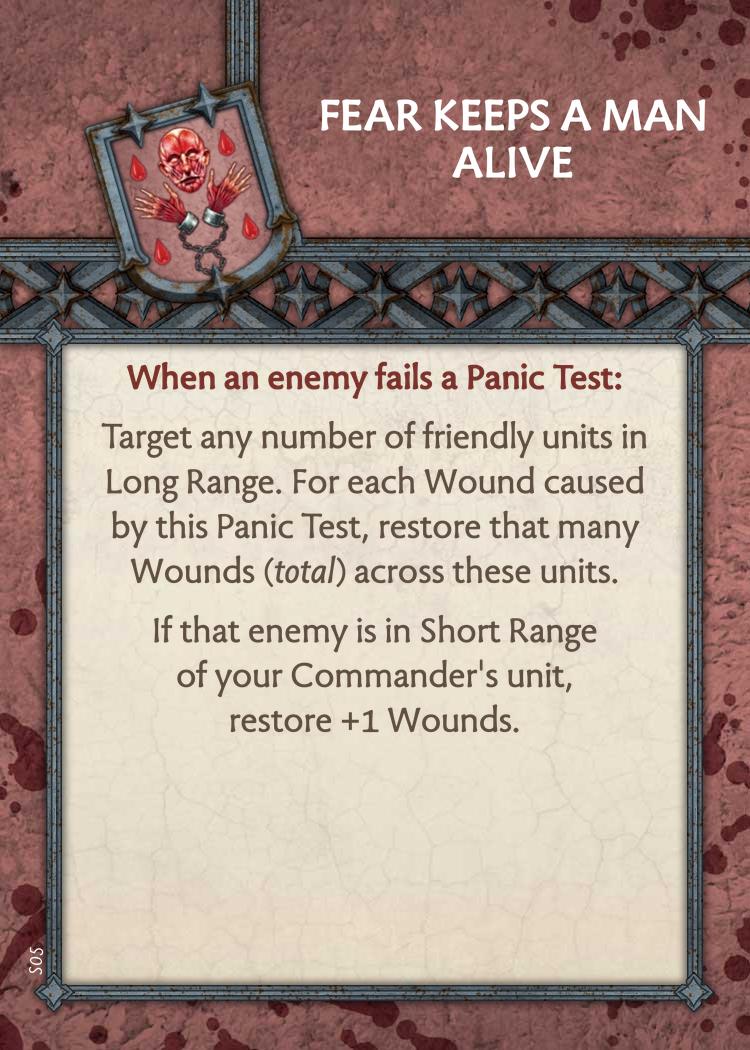 FEAR KEEPS A MAN
ALIVE
When an enemy fails a Panic Test:
Target any number of friendly units in
Long Range. For each Wound caused
by this Panic Test, restore that many
Wounds (total) across these units.
If that enemy is in Short Range
of your Commander's unit,
restore +1 Wounds.
S05